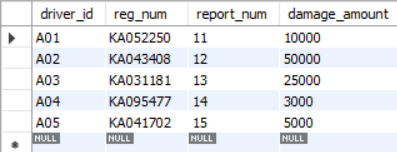 driver_id reg_num report_num damage_amount
A01 KA052250 11 10000
A02 KA043408 12 50000
A03 KA031181 13 25000
A04 KA095477 14 3000
A05 KA041702 15 5000
NULL NULL NULL NULL